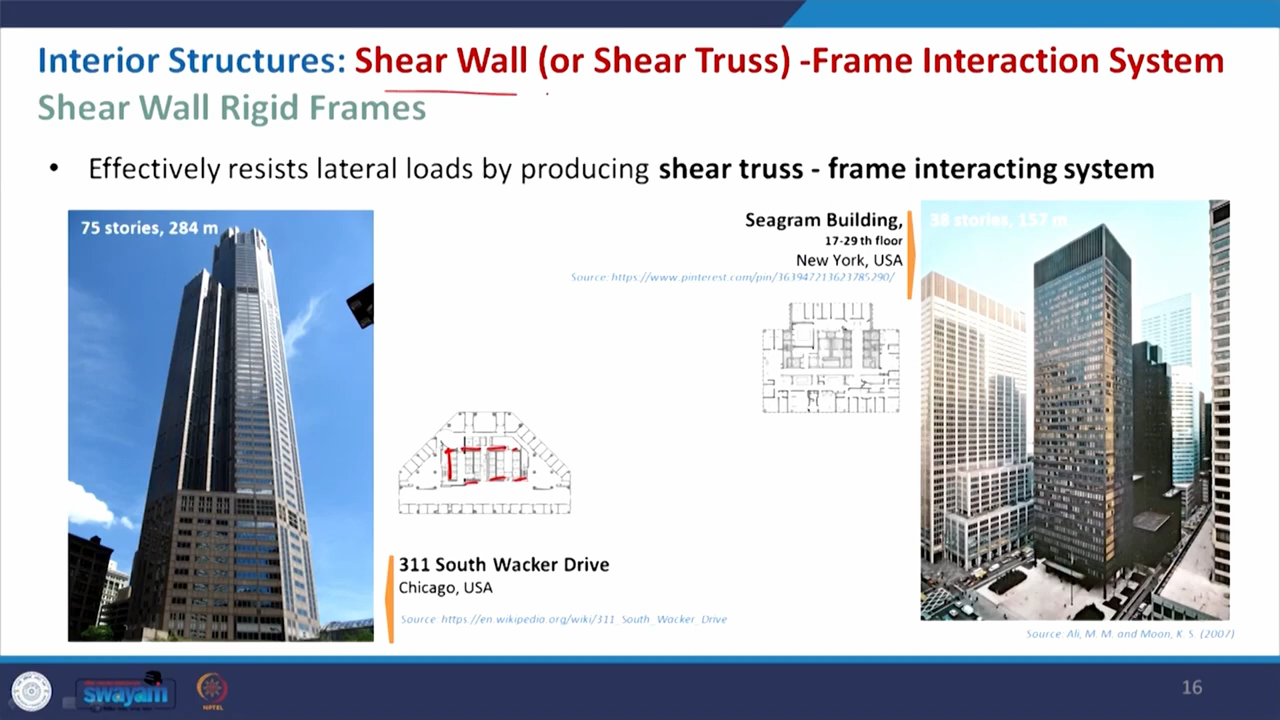 Interior Structures: Shear Wall (or Shear Truss) -Frame Interaction System
Shear Wall Rigid Frames
• Effectively resists lateral loads by producing shear truss - frame interacting system
75 stories, 284 m
Seagram Building,
17-29 th floor
New York, USA
Source: https://www.pinterest.com/pin/363947213623785290/
38 stories, 157 m
311 South Wacker Drive
Chicago, USA
Source: https://en.wikipedia.org/wiki/311_South_Wacker_Drive
Source: Ali, M. M. and Moon, K. S. (2007)
swayam
NPTEL
16